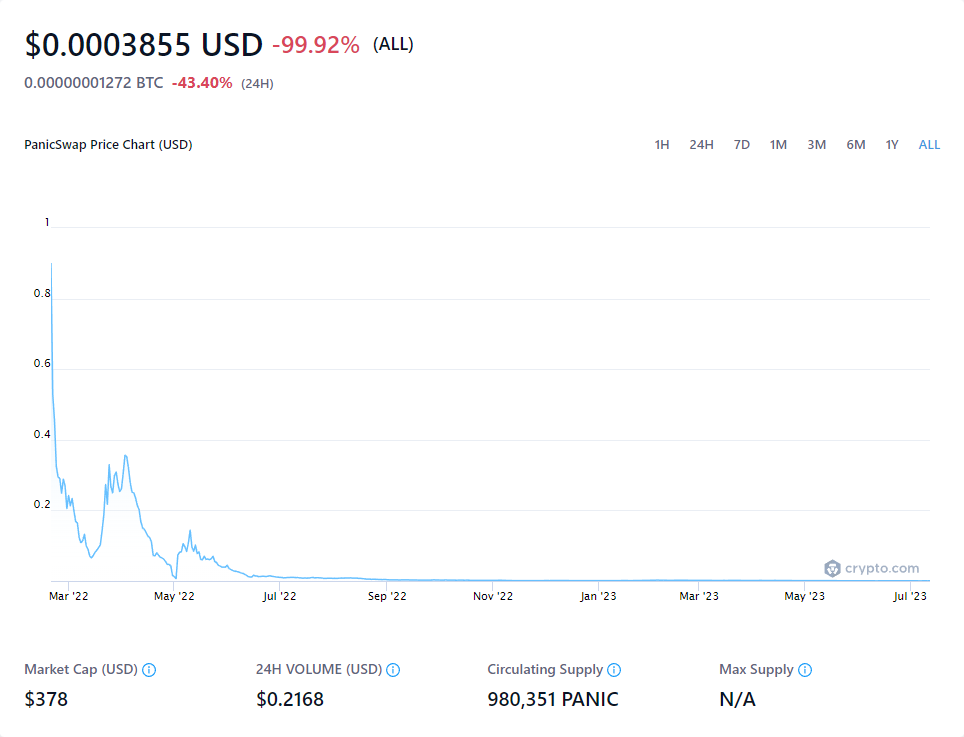 $0.0003855 USD -99.92% (ALL)
0.00000001272 BTC -43.40% (24H)
PanicSwap Price Chart (USD) 1H 24H 7D 1M 3M 6M 1Y ALL
1
0.8
0.6
0.4
0.2
crypto.com
Mar '22 May '22 Jul '22 Sep '22 Nov '22 Jan '23 Mar '23 May '23 Jul '23
Market Cap (USD) 24H VOLUME (USD) Circulating Supply Max Supply
$378 $0.2168 980,351 PANIC N/A